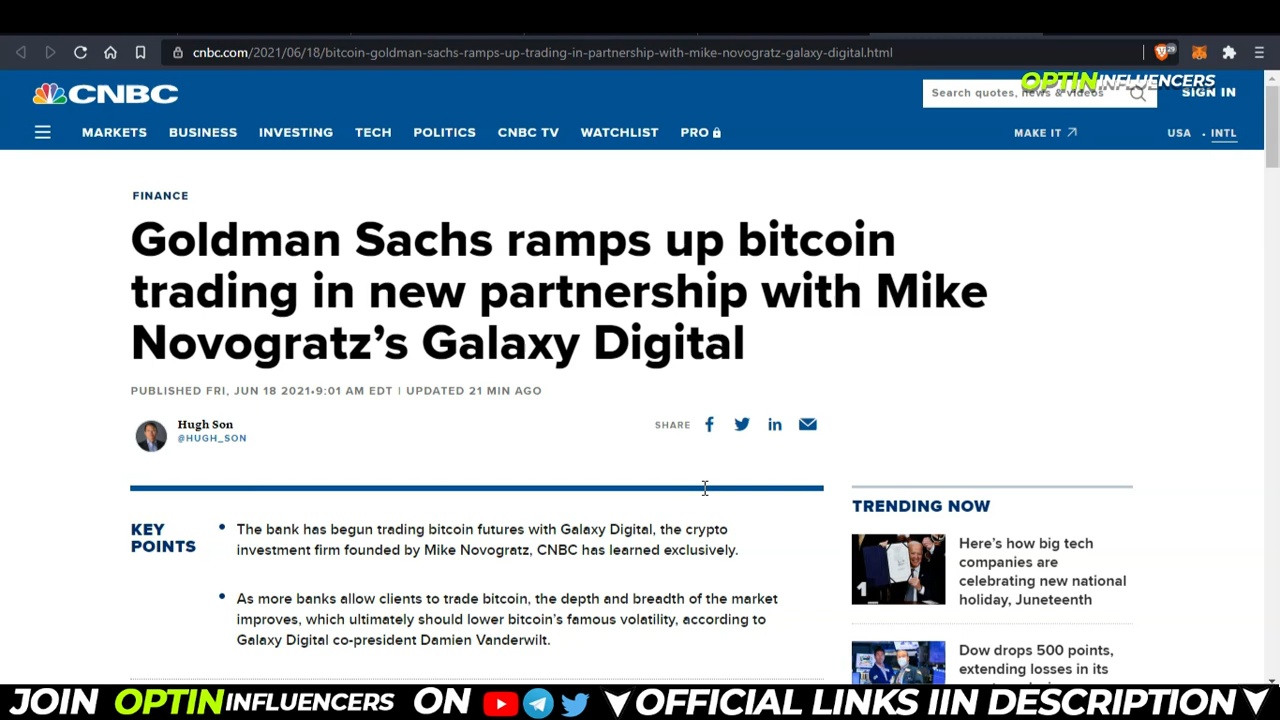 cnbc.com/2021/06/18/bitcoin-goldman-sachs-ramps-up-trading-in-partnership-with-mike-novogratz-galaxy-digital.html
29
OPTININFLUENCERS
CNBC
Search quotes, news & videos
SIGN IN
MARKETS BUSINESS INVESTING TECH POLITICS CNBC TV WATCHLIST PRO
MAKE IT USA • INTL
FINANCE
Goldman Sachs ramps up bitcoin
trading in new partnership with Mike
Novogratz’s Galaxy Digital
PUBLISHED FRI, JUN 18 2021•9:01 AM EDT | UPDATED 21 MIN AGO
Hugh Son
@HUGH_SON
SHARE
KEY
POINTS
• The bank has begun trading bitcoin futures with Galaxy Digital, the crypto
investment firm founded by Mike Novogratz, CNBC has learned exclusively.
• As more banks allow clients to trade bitcoin, the depth and breadth of the market
improves, which ultimately should lower bitcoin’s famous volatility, according to
Galaxy Digital co-president Damien Vanderwilt.
TRENDING NOW
1
Here’s how big tech
companies are
celebrating new national
holiday, Juneteenth
Dow drops 500 points,
extending losses in its
JOIN OPTININFLUENCERS ON OFFICIAL LINKS IIN DESCRIPTION